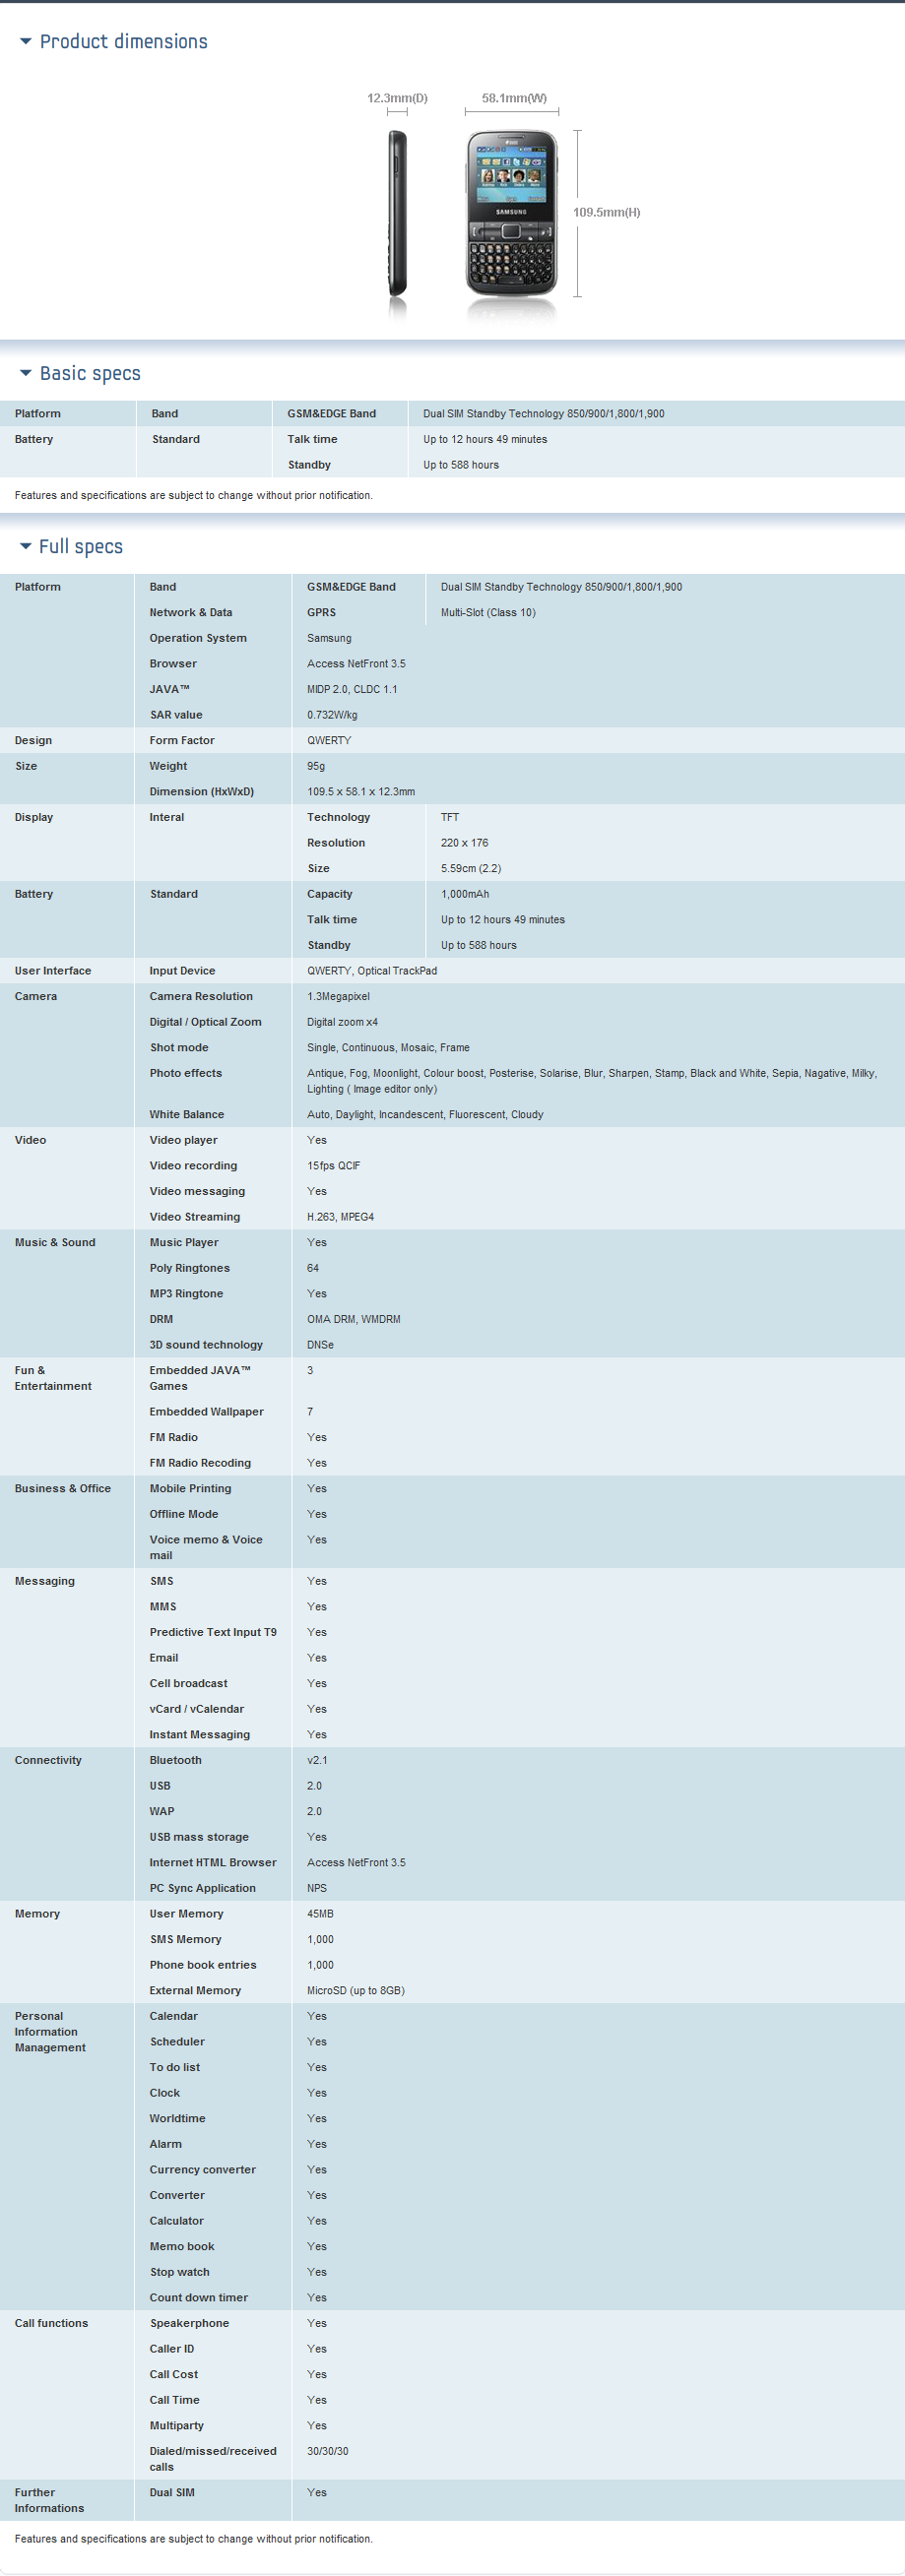 Product dimensions
12.3mm(D) 58.1mm(W)
SAMSUNG
109.5mm(H)
Basic specs
Platform Band GSM&EDGE Band Dual SIM Standby Technology 850/900/1,800/1,900
Battery Standard Talk time Up to 12 hours 49 minutes
Standby Up to 588 hours
Features and specifications are subject to change without prior notification.
Full specs
Platform Band GSM&EDGE Band Dual SIM Standby Technology 850/900/1,800/1,900
Network & Data GPRS Multi-Slot (Class 10)
Operation System Samsung
Browser Access NetFront 3.5
JAVA™ MIDP 2.0, CLDC 1.1
SAR value 0.732W/kg
Design Form Factor QWERTY
Size Weight 95g
Dimension (HxWxD) 109.5 x 58.1 x 12.3mm
Display Interal Technology TFT
Resolution 220 x 176
Size 5.59cm (2.2)
Battery Standard Capacity 1,000mAh
Talk time Up to 12 hours 49 minutes
Standby Up to 588 hours
User Interface Input Device QWERTY, Optical TrackPad
Camera Camera Resolution 1.3Megapixel
Digital / Optical Zoom Digital zoom x4
Shot mode Single, Continuous, Mosaic, Frame
Photo effects Antique, Fog, Moonlight, Colour boost, Posterise, Solarise, Blur, Sharpen, Stamp, Black and White, Sepia, Nagative, Milky,
Lighting ( Image editor only)
White Balance Auto, Daylight, Incandescent, Fluorescent, Cloudy
Video Video player Yes
Video recording 15fps QCIF
Video messaging Yes
Video Streaming H.263, MPEG4
Music & Sound Music Player Yes
Poly Ringtones 64
MP3 Ringtone Yes
DRM OMA DRM, WMDRM
3D sound technology DNSe
Fun & Embedded JAVA™ 3
Entertainment Games
Embedded Wallpaper 7
FM Radio Yes
FM Radio Recoding Yes
Business & Office Mobile Printing Yes
Offline Mode Yes
Voice memo & Voice Yes
mail
Messaging SMS Yes
MMS Yes
Predictive Text Input T9 Yes
Email Yes
Cell broadcast Yes
vCard / vCalendar Yes
Instant Messaging Yes
Connectivity Bluetooth v2.1
USB 2.0
WAP 2.0
USB mass storage Yes
Internet HTML Browser Access NetFront 3.5
PC Sync Application NPS
Memory User Memory 45MB
SMS Memory 1,000
Phone book entries 1,000
External Memory MicroSD (up to 8GB)
Personal Calendar Yes
Information Scheduler Yes
Management
To do list Yes
Clock Yes
Worldtime Yes
Alarm Yes
Currency converter Yes
Converter Yes
Calculator Yes
Memo book Yes
Stop watch Yes
Count down timer Yes
Call functions Speakerphone Yes
Caller ID Yes
Call Cost Yes
Call Time Yes
Multiparty Yes
Dialed/missed/received 30/30/30
calls
Further Dual SIM Yes
Informations
Features and specifications are subject to change without prior notification.